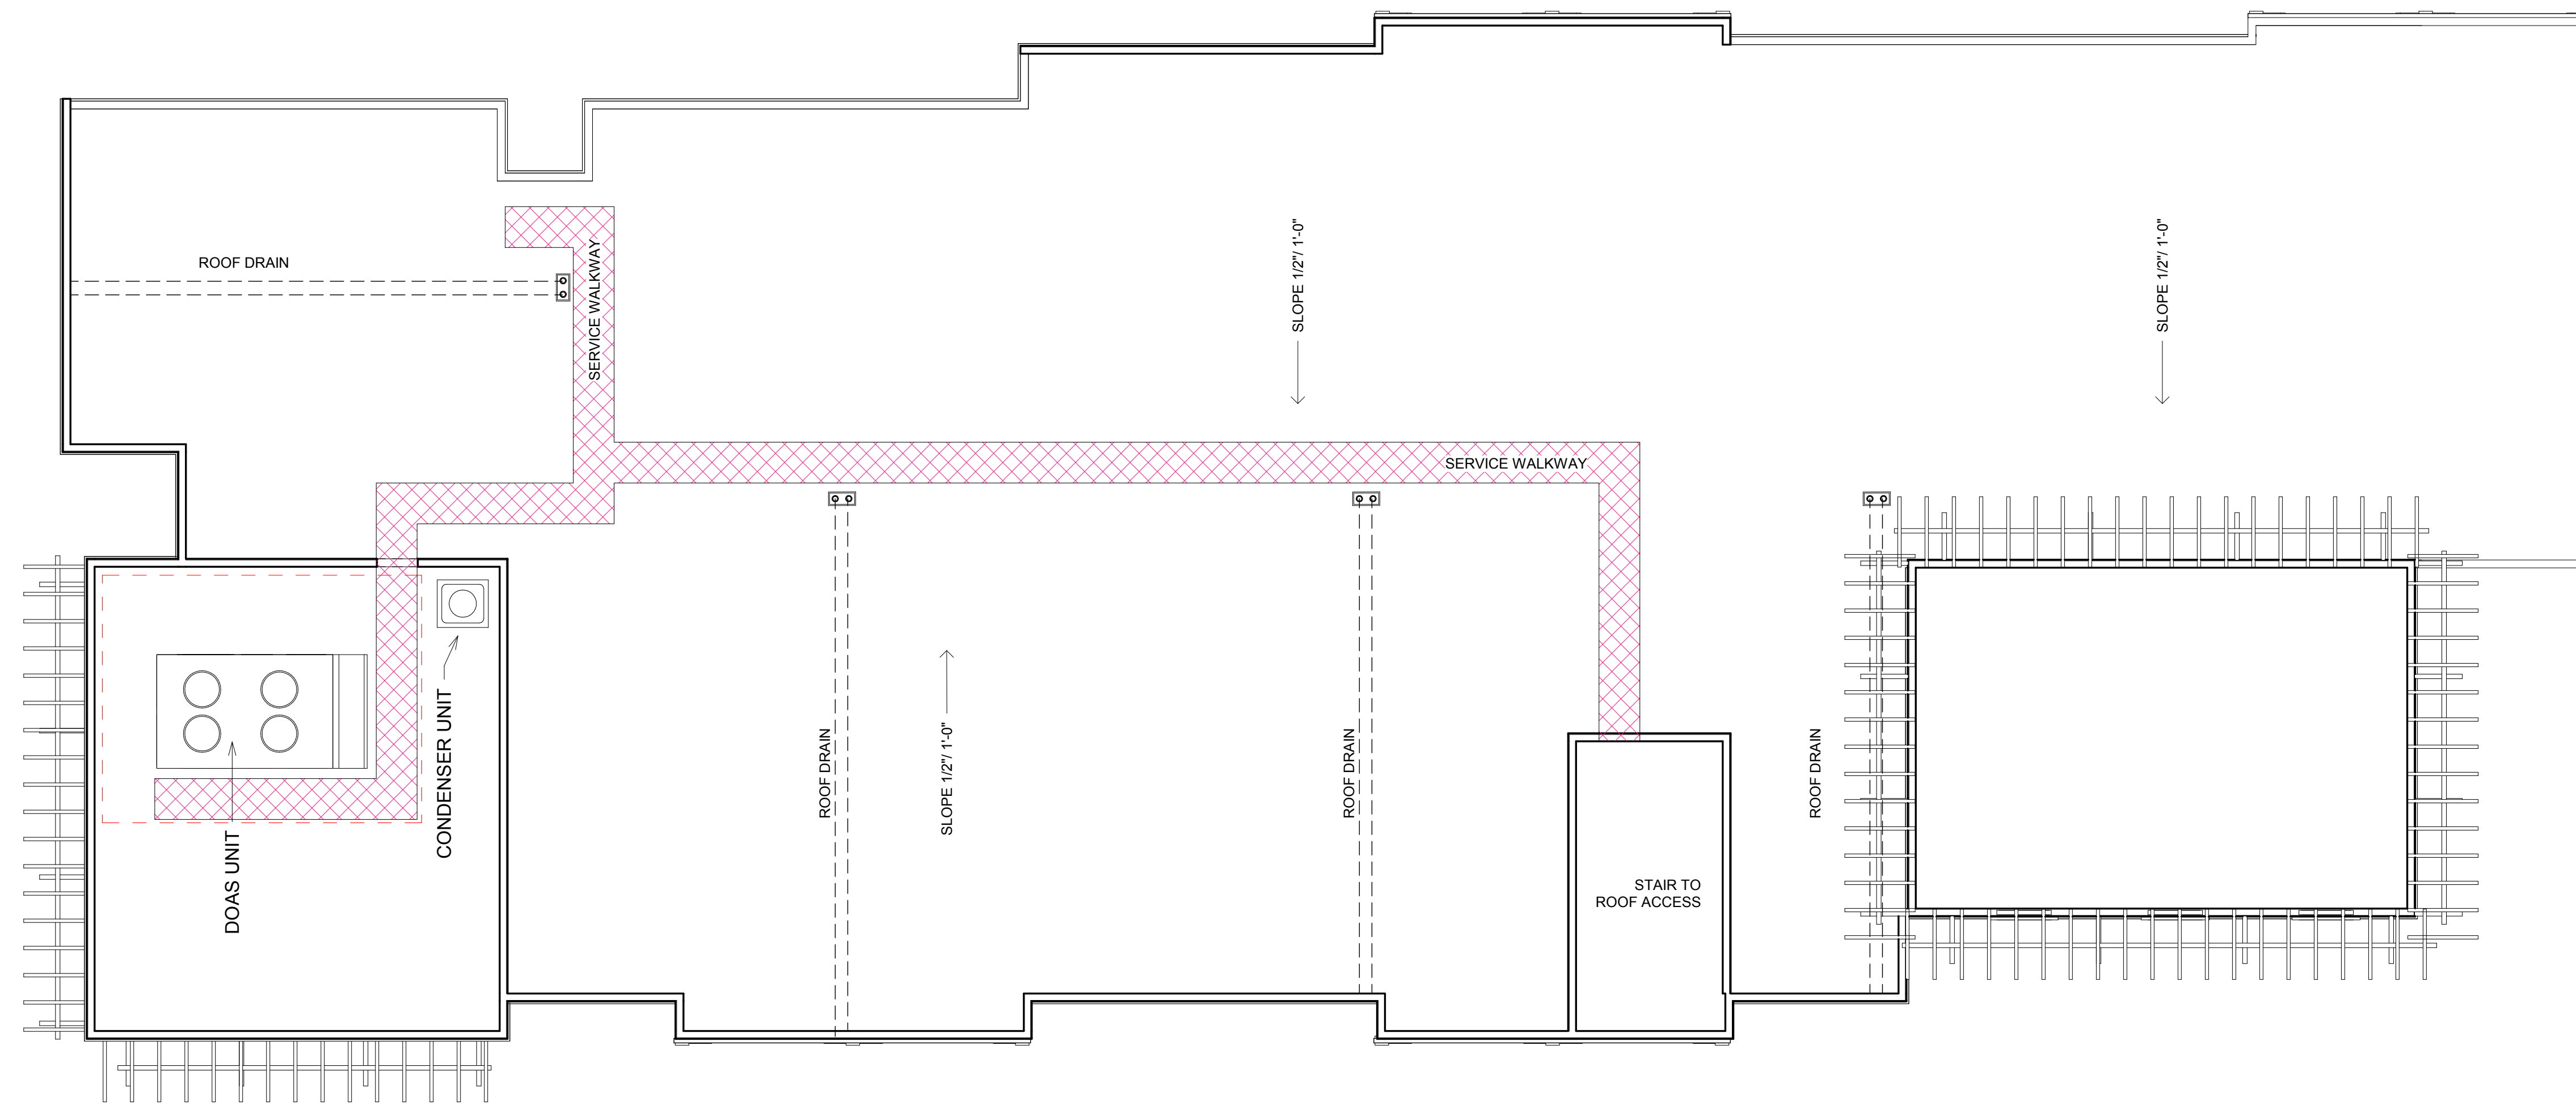 ROOF DRAIN
SERVICE WALKWAY
SLOPE 1/2"/ 1'-0"
SLOPE 1/2"/ 1'-0"
SERVICE WALKWAY
CONDENSER UNIT
DOAS UNIT
ROOF DRAIN
SLOPE 1/2"/ 1'-0"
ROOF DRAIN
STAIR TO
ROOF ACCESS
ROOF DRAIN